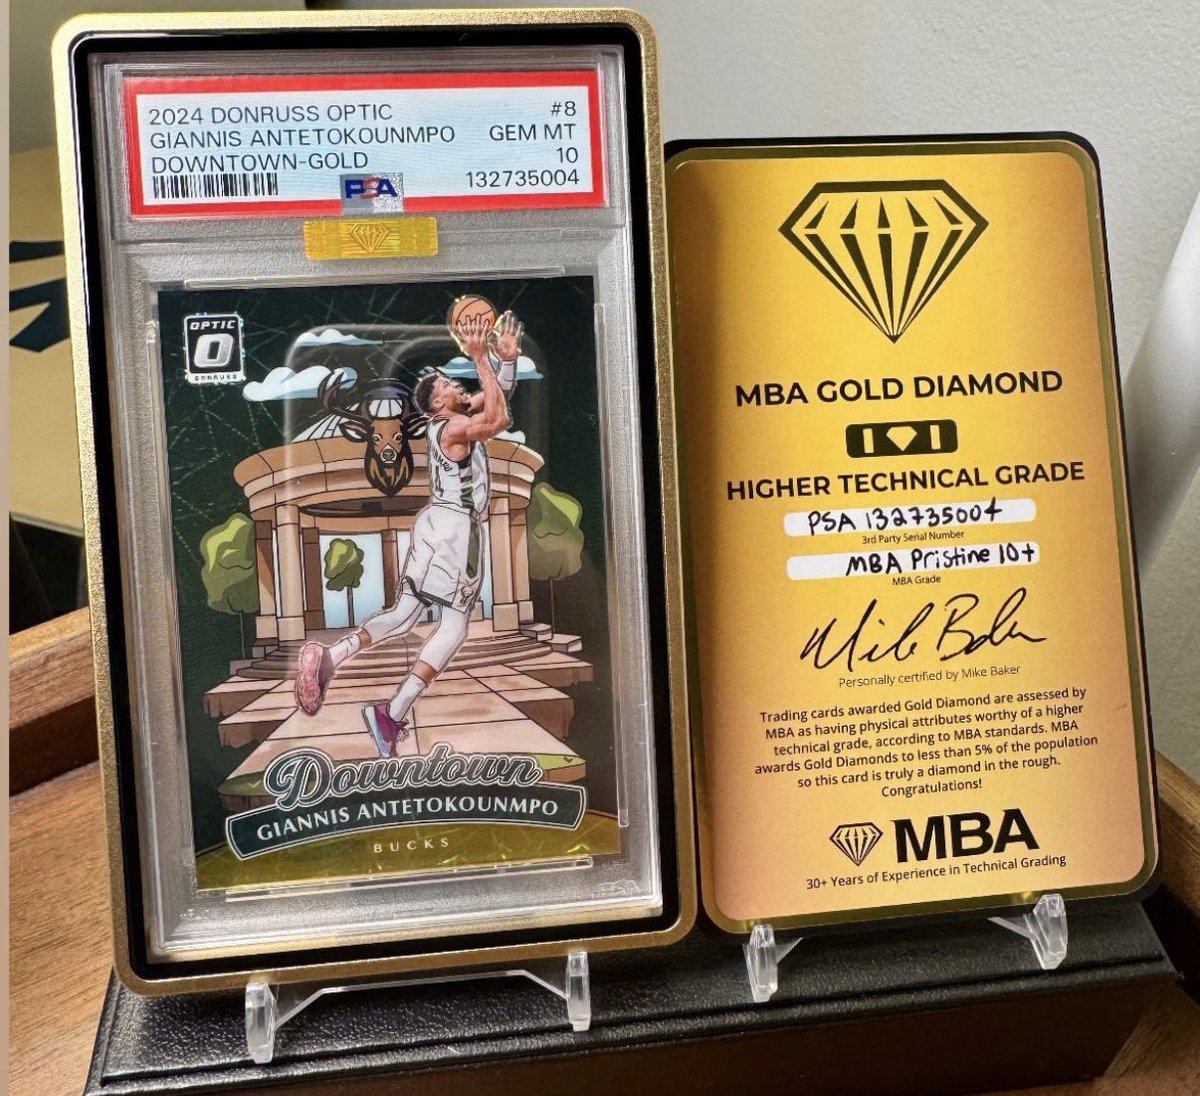 2024 DONRUSS OPTIC #8
GIANNIS ANTETOKOUNMPO GEM MT
DOWNTOWN-GOLD 10
132735004
PSA
OPTIC
O
DONRUSS
Downtown
GIANNIS ANTETOKOUNMPO
BUCKS
MBA GOLD DIAMOND
HIGHER TECHNICAL GRADE
PSA 132735004
3rd Party Serial Number
MBA Pristine 10+
MBA Grade
Mike Baker
Personally certified by Mike Baker
Trading cards awarded Gold Diamond are assessed by
MBA as having physical attributes worthy of a higher
technical grade, according to MBA standards. MBA
awards Gold Diamonds to less than 5% of the population
so this card is truly a diamond in the rough.
Congratulations!
MBA
30+ Years of Experience in Technical Grading